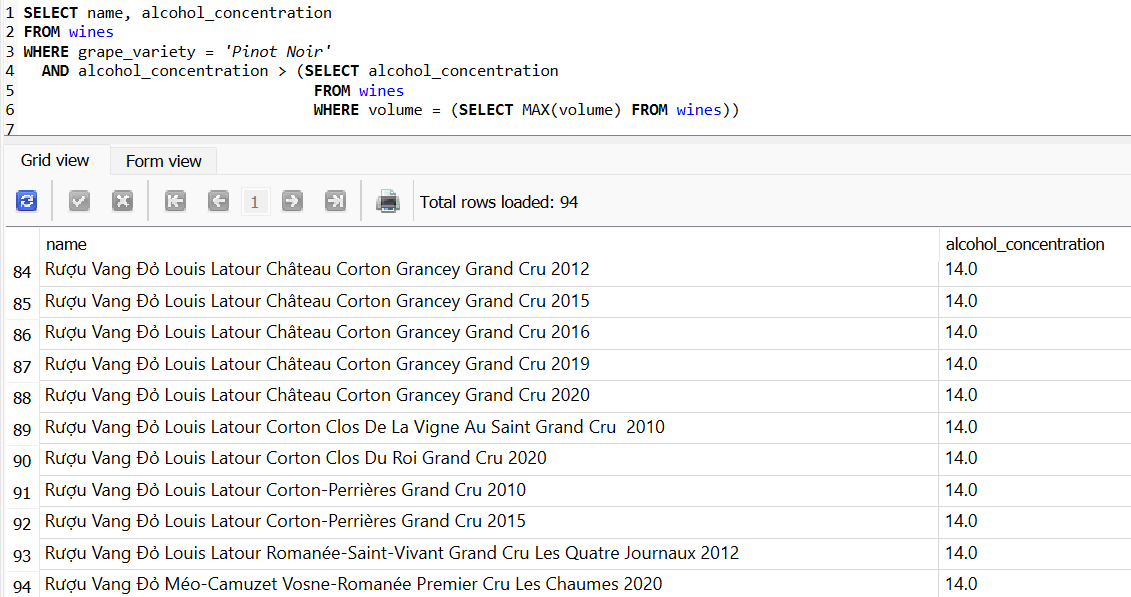 1 SELECT name, alcohol_concentration
2 FROM wines
3 WHERE grape_variety = 'Pinot Noir'
4 AND alcohol_concentration > (SELECT alcohol_concentration
5 FROM wines
6 WHERE volume = (SELECT MAX(volume) FROM wines))
7
Grid view Form view
1 Total rows loaded: 94
name alcohol_concentration
84 Rượu Vang Đỏ Louis Latour Château Corton Grancey Grand Cru 2012 14.0
85 Rượu Vang Đỏ Louis Latour Château Corton Grancey Grand Cru 2015 14.0
86 Rượu Vang Đỏ Louis Latour Château Corton Grancey Grand Cru 2016 14.0
87 Rượu Vang Đỏ Louis Latour Château Corton Grancey Grand Cru 2019 14.0
88 Rượu Vang Đỏ Louis Latour Château Corton Grancey Grand Cru 2020 14.0
89 Rượu Vang Đỏ Louis Latour Corton Clos De La Vigne Au Saint Grand Cru  2010 14.0
90 Rượu Vang Đỏ Louis Latour Corton Clos Du Roi Grand Cru 2020 14.0
91 Rượu Vang Đỏ Louis Latour Corton-Perrières Grand Cru 2010 14.0
92 Rượu Vang Đỏ Louis Latour Corton-Perrières Grand Cru 2015 14.0
93 Rượu Vang Đỏ Louis Latour Romanée-Saint-Vivant Grand Cru Les Quatre Journaux 2012 14.0
94 Rượu Vang Đỏ Méo-Camuzet Vosne-Romanée Premier Cru Les Chaumes 2020 14.0